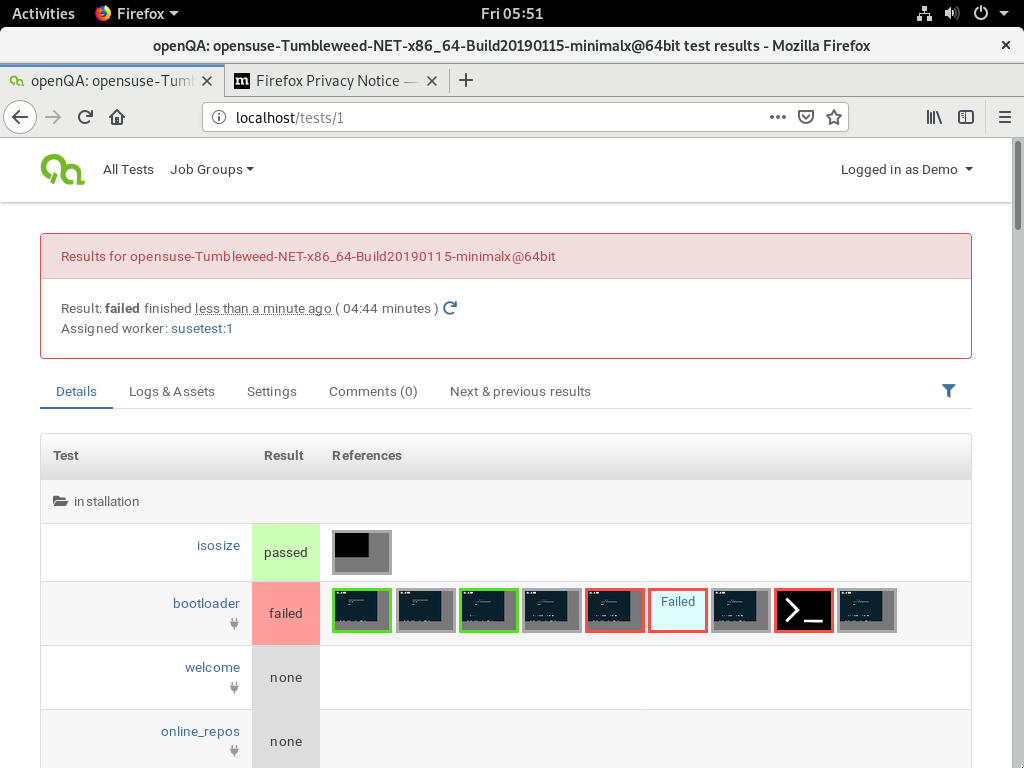 Activities Firefox Fri 05:51
openQA: opensuse-Tumbleweed-NET-x86_64-Build20190115-minimalx@64bit test results - Mozilla Firefox
openQA: opensuse-Tumb Firefox Privacy Notice —
localhost/tests/1
All Tests Job Groups Logged in as Demo
Results for opensuse-Tumbleweed-NET-x86_64-Build20190115-minimalx@64bit
Result: failed finished less than a minute ago ( 04:44 minutes )
Assigned worker: susetest:1
Details Logs & Assets Settings Comments (0) Next & previous results
Test Result References
installation
isosize passed
bootloader failed Failed
welcome none
online_repos none